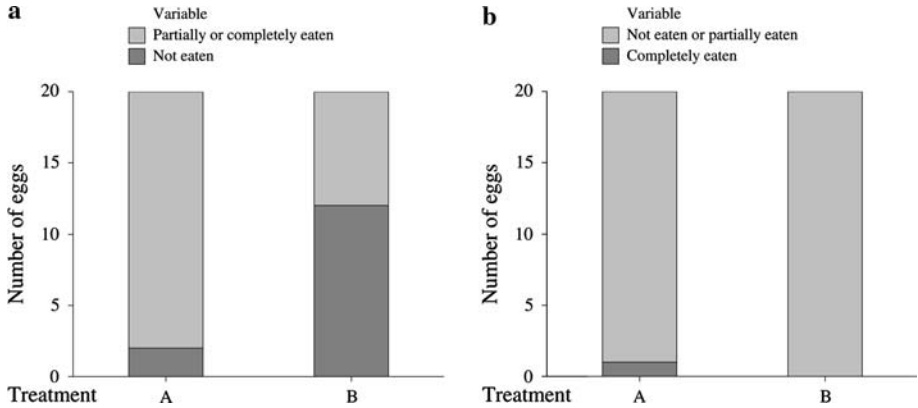 a
Variable
Partially or completely eaten
Not eaten
20
15
10
5
0
Number of eggs
Treatment
A
B
b
Variable
Not eaten or partially eaten
Completely eaten
20
15
10
5
0
Number of eggs
Treatment
A
B